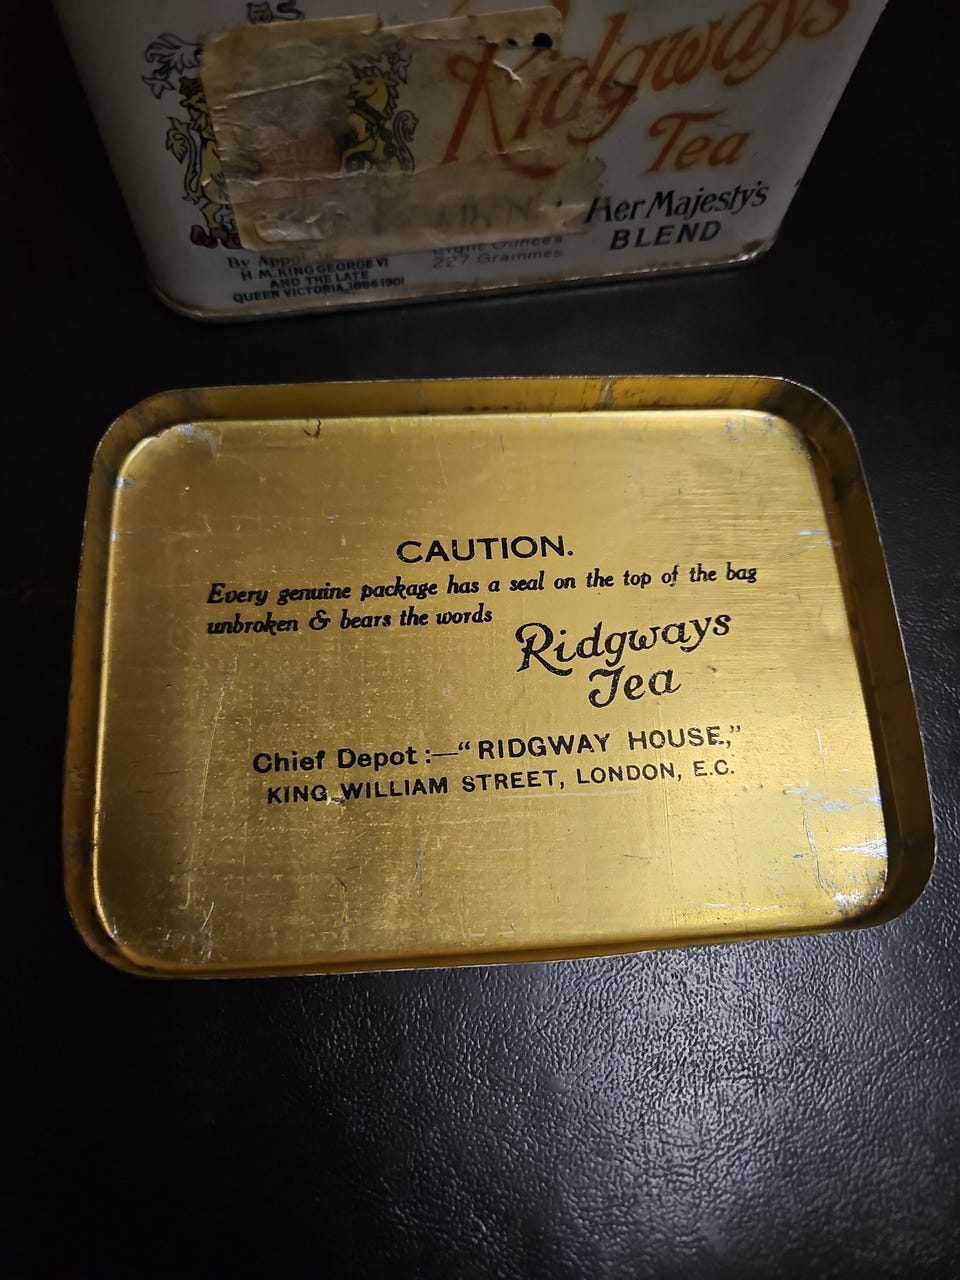 Ridgways
Tea
Her Majesty's
BLEND
By
H.M. KING GEORGE VI
AND THE LATE
QUEEN VICTORIA, 1886-1901
Eight Ounces
227 Grammes
CAUTION.
Every genuine package has a seal on the top of the bag
unbroken & bears the words
Ridgways
Tea
Chief Depot :—“RIDGWAY HOUSE,”
KING WILLIAM STREET, LONDON, E.C.